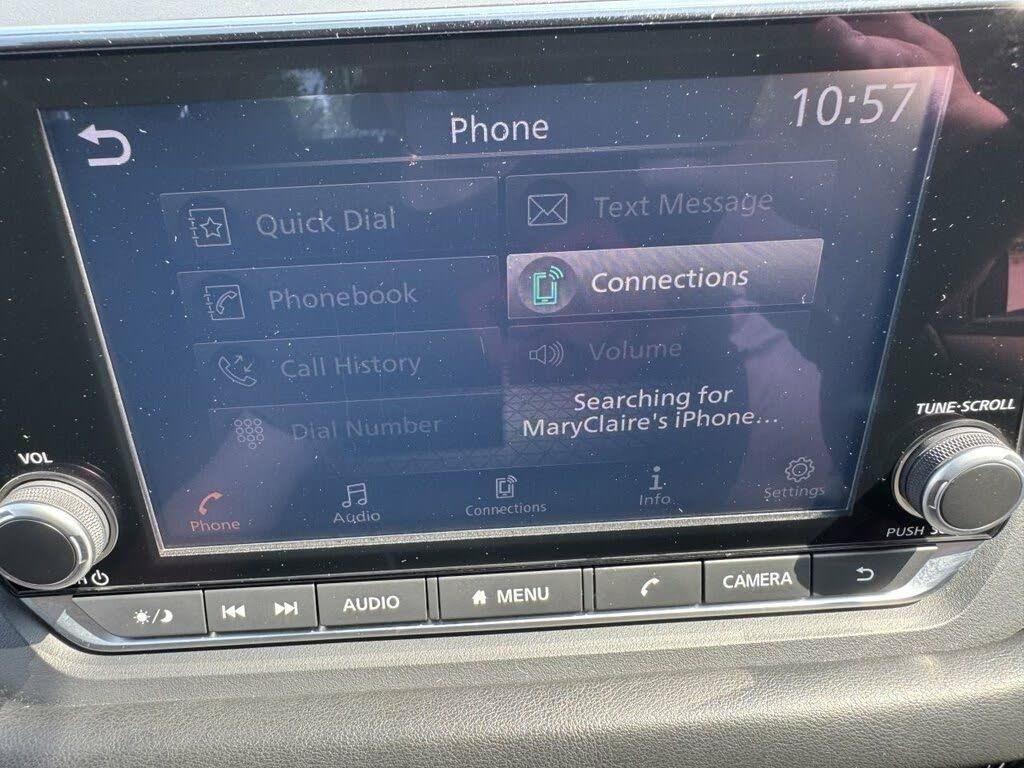 Phone
10:57
Quick Dial
Text Message
Phonebook
Connections
Call History
Volume
Dial Number
Searching for
MaryClaire's iPhone...
Phone
Audio
Connections
Info
Settings
VOL
TUNE·SCROLL
PUSH
AUDIO
MENU
CAMERA